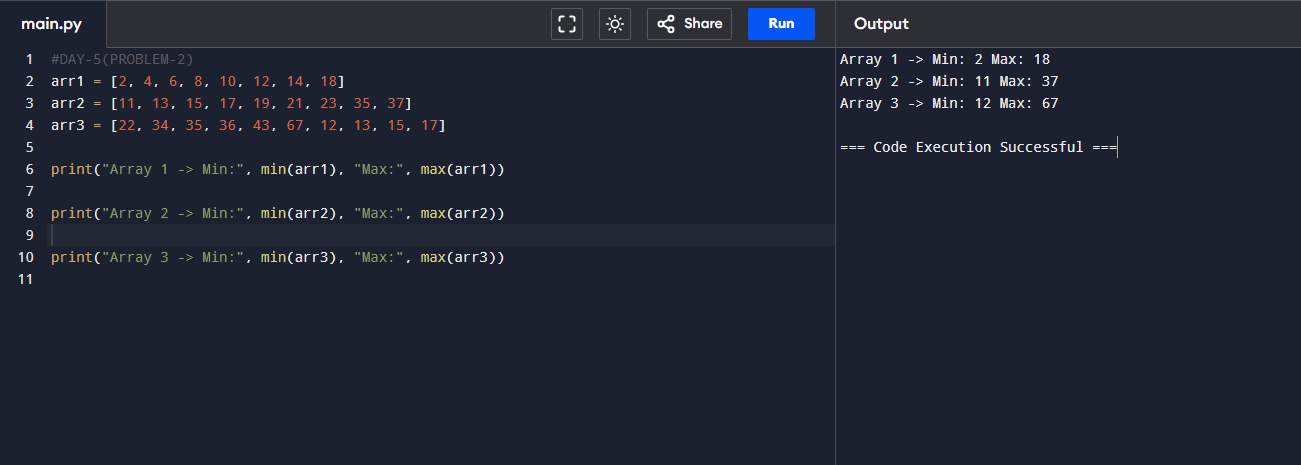 main.py
Share
Run
Output
1 #DAY-5(PROBLEM-2)
2 arr1 = [2, 4, 6, 8, 10, 12, 14, 18]
3 arr2 = [11, 13, 15, 17, 19, 21, 23, 35, 37]
4 arr3 = [22, 34, 35, 36, 43, 67, 12, 13, 15, 17]
5
6 print("Array 1 -> Min:", min(arr1), "Max:", max(arr1))
7
8 print("Array 2 -> Min:", min(arr2), "Max:", max(arr2))
9
10 print("Array 3 -> Min:", min(arr3), "Max:", max(arr3))
11
Array 1 -> Min: 2 Max: 18
Array 2 -> Min: 11 Max: 37
Array 3 -> Min: 12 Max: 67
=== Code Execution Successful ===